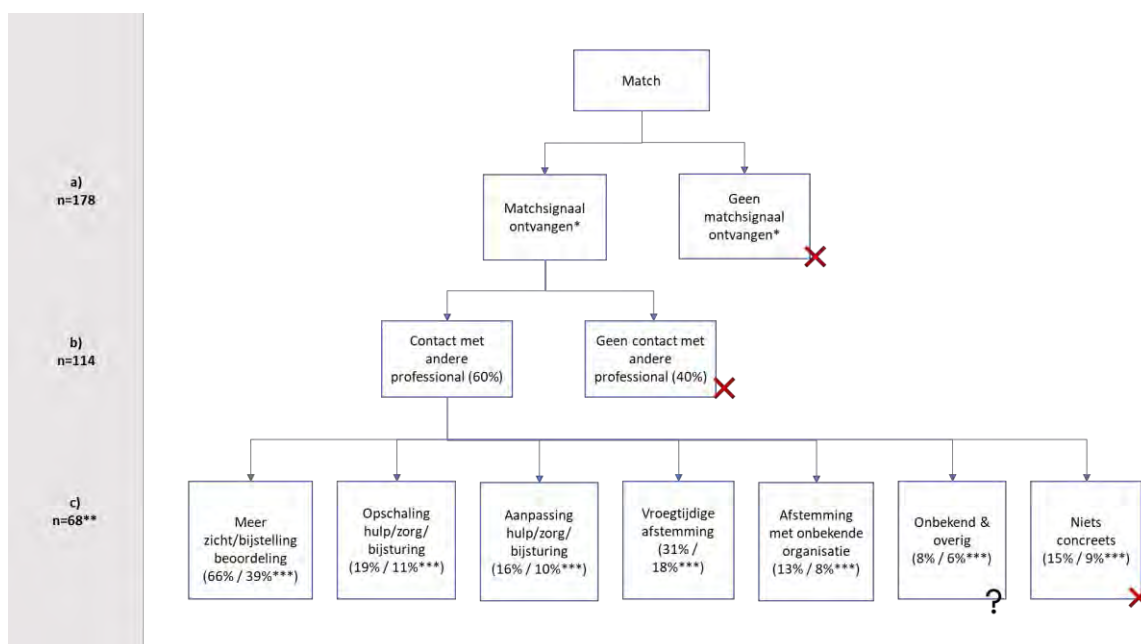 Match
a)
n=178
Matchsignaal
ontvangen*
Geen
matchsignaal
ontvangen*
b)
n=114
Contact met
andere
professional (60%)
Geen contact met
andere
professional (40%)
c)
n=68**
Meer
zicht/bijstelling
beoordeling
(66% / 39%***)
Opschaling
hulp/zorg/
bijsturing
(19% / 11%***)
Aanpassing
hulp/zorg/
bijsturing
(16% / 10%***)
Vroegtijdige
afstemming
(31% /
18%***)
Afstemming
met onbekende
organisatie
(13% / 8%***)
Onbekend &
overig
(8% / 6%***)
?
Niets
concreets
(15% / 9%***)